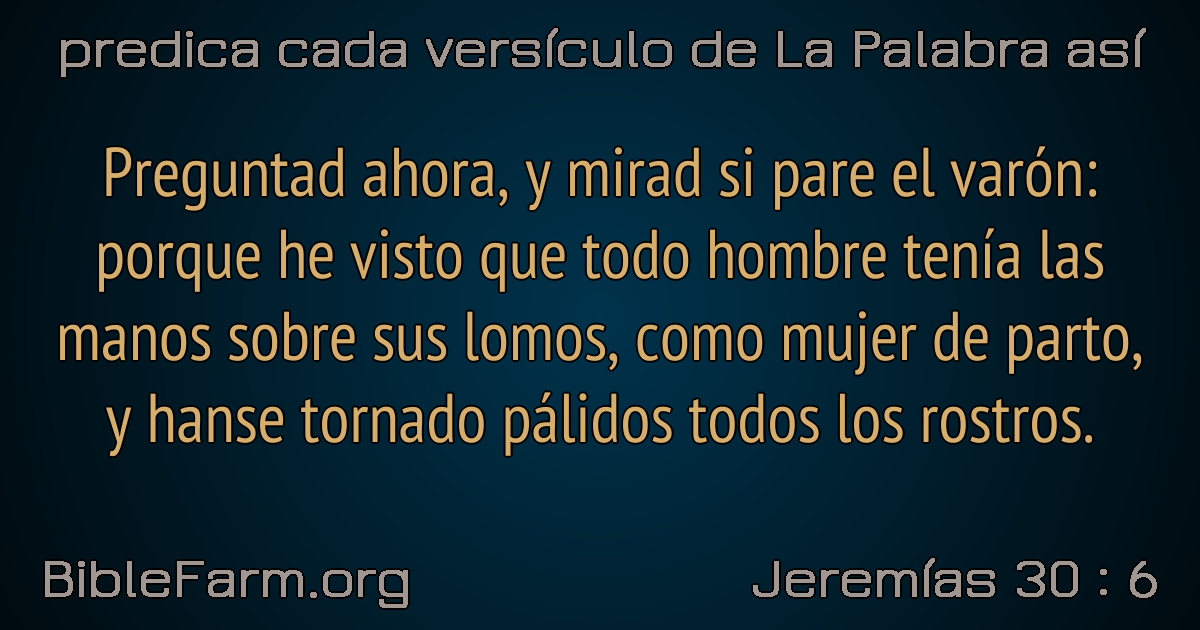 predica cada versículo de La Palabra así
Preguntad ahora, y mirad si pare el varón:
porque he visto que todo hombre tenía las
manos sobre sus lomos, como mujer de parto,
y hanse tornado pálidos todos los rostros.
BibleFarm.org
Jeremías 30 : 6